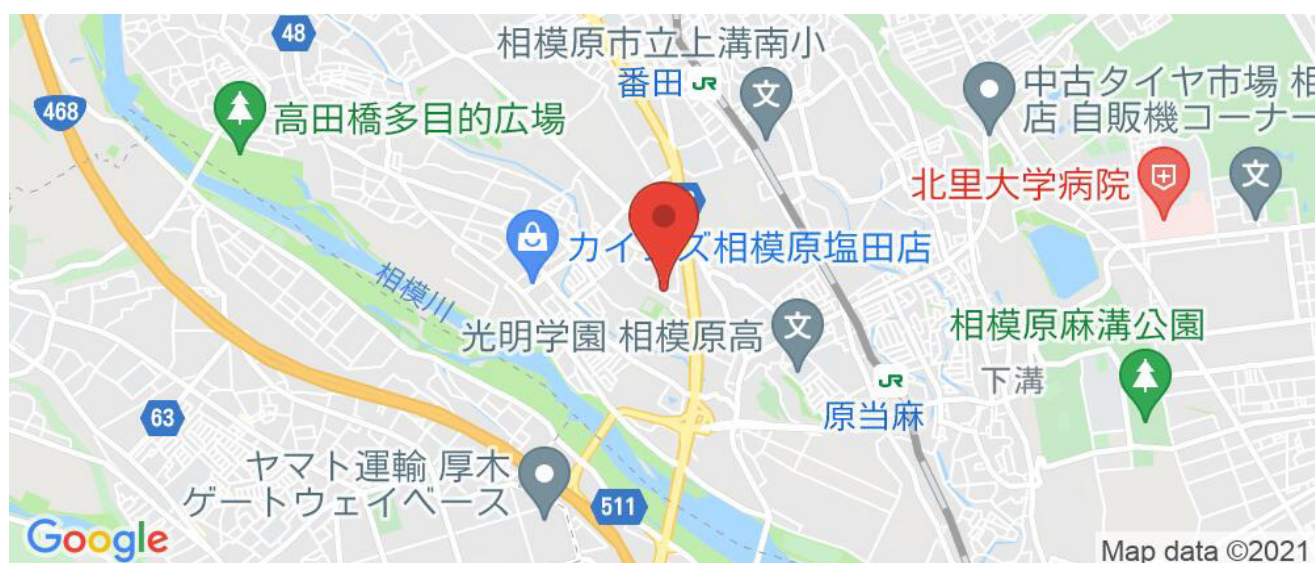 48
相模原市立上溝南小
番田 JR
文
中古タイヤ市場 相
店 自販機コーナー
468
高田橋多目的広場
北里大学病院
文
カイ
ズ相模原塩田店
相模川
光明学園 相模原高
文
相模原麻溝公園
JR
下溝
原当麻
63
ヤマト運輸 厚木
ゲートウェイベース
511
Google
Map data ©2021